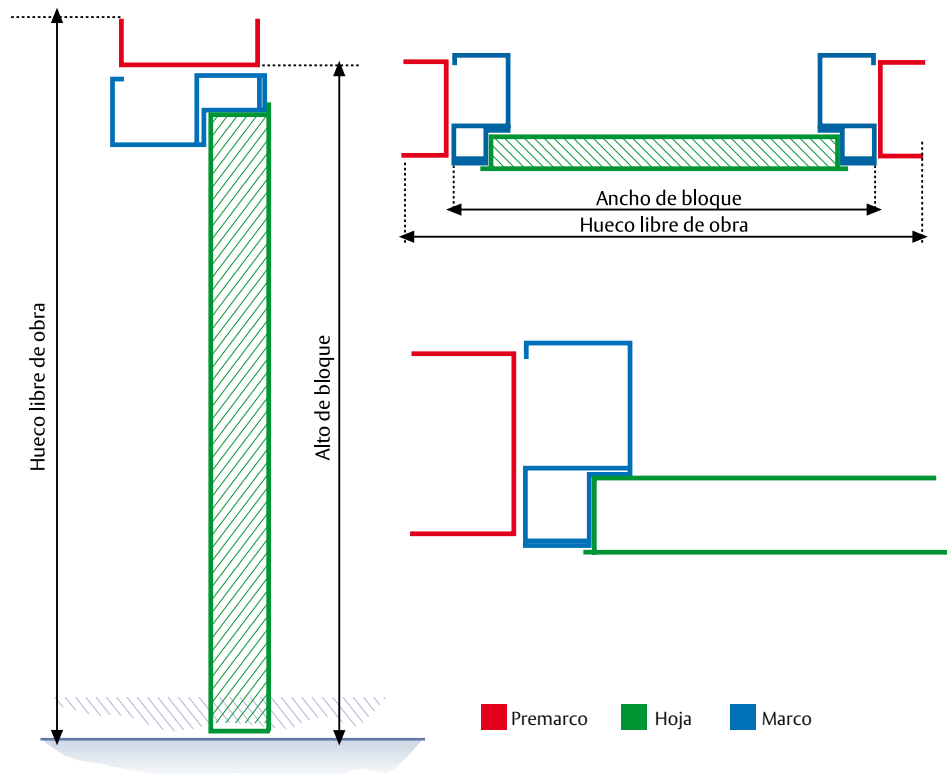 Hueco libre de obra
Alto de bloque
Ancho de bloque
Hueco libre de obra
Premarco
Hoja
Marco